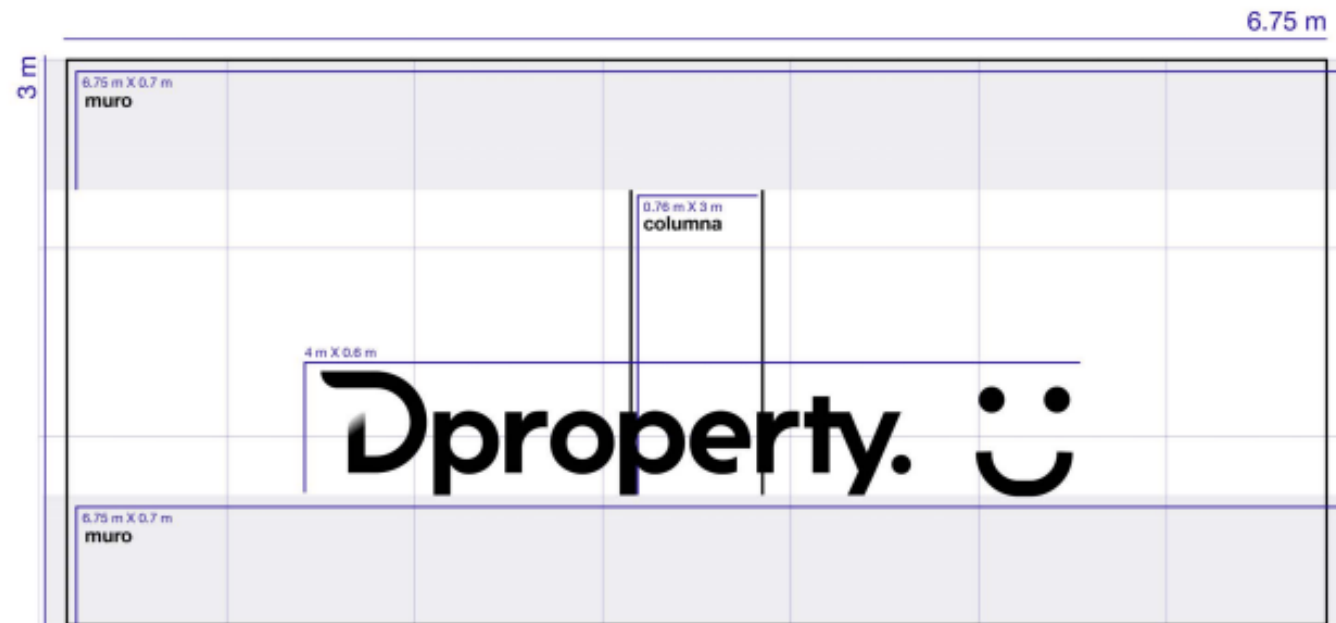 6.75 m
3 m
6.75 m X 0.7 m
muro
0.76 m X 3 m
columna
4 m X 0.6 m
Dproperty.
6.75 m X 0.7 m
muro